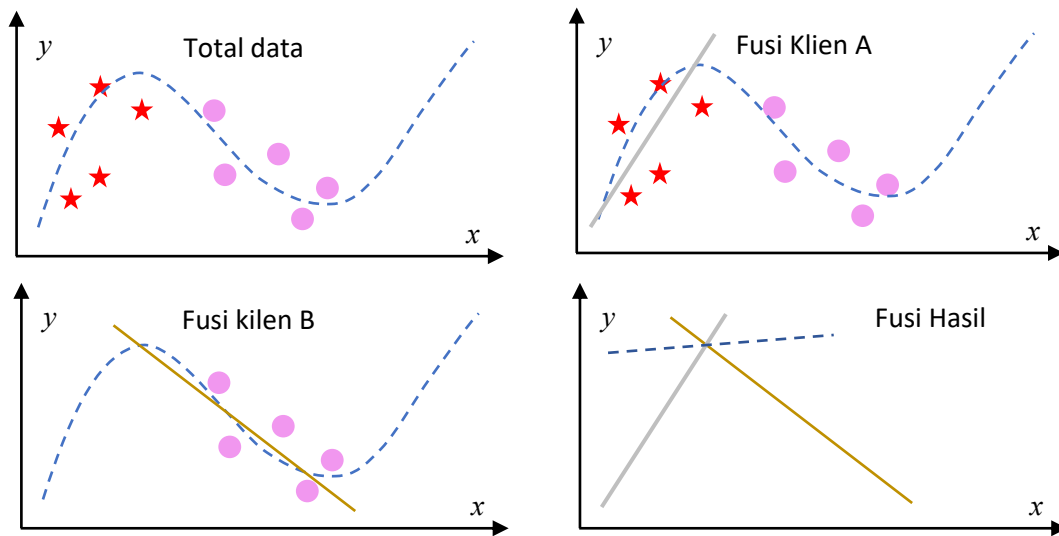 y
Total data
x
y
Fusi Klien A
x
y
Fusi kilen B
x
y
Fusi Hasil
x